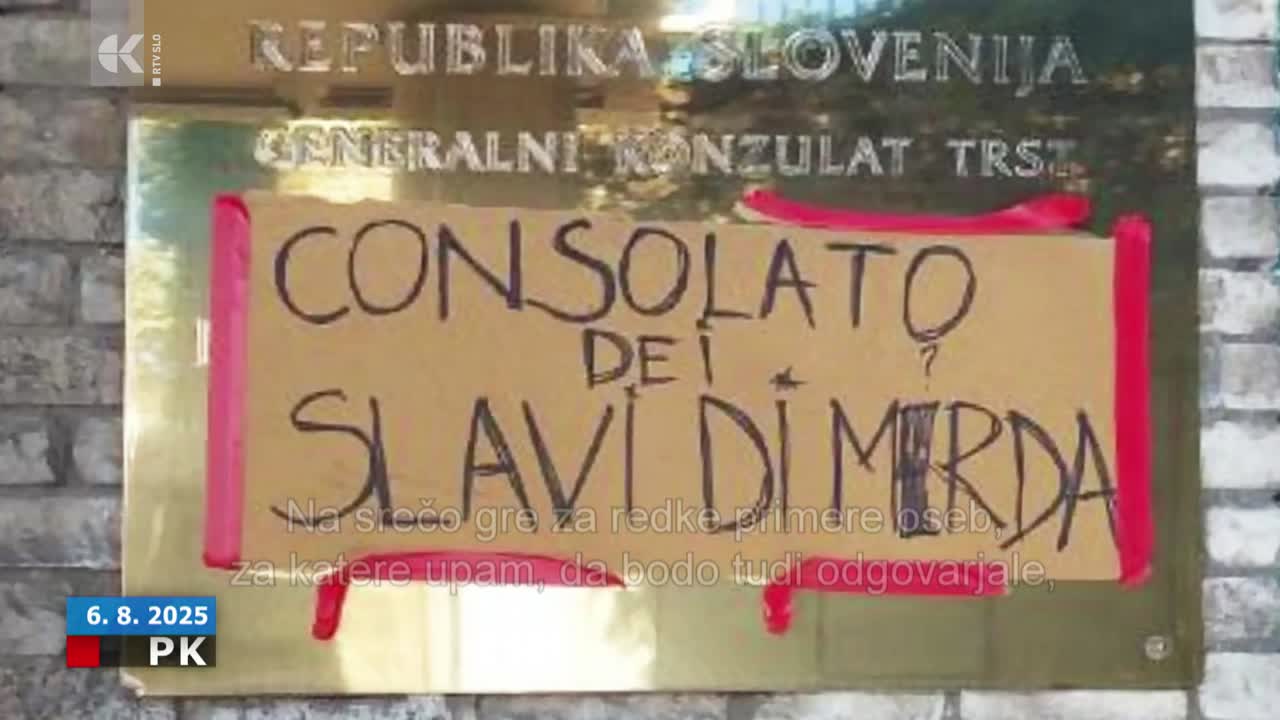 RTV SLO
REPUBLIKA SLOVENIJA
GENERALNI KONZULAT TRST
CONSOLATO
DEI
?
SLAVI DI MERDA
Na srečo gre za redke primere oseb,
za katere upam, da bodo tudi odgovarjale,
6. 8. 2025
PK